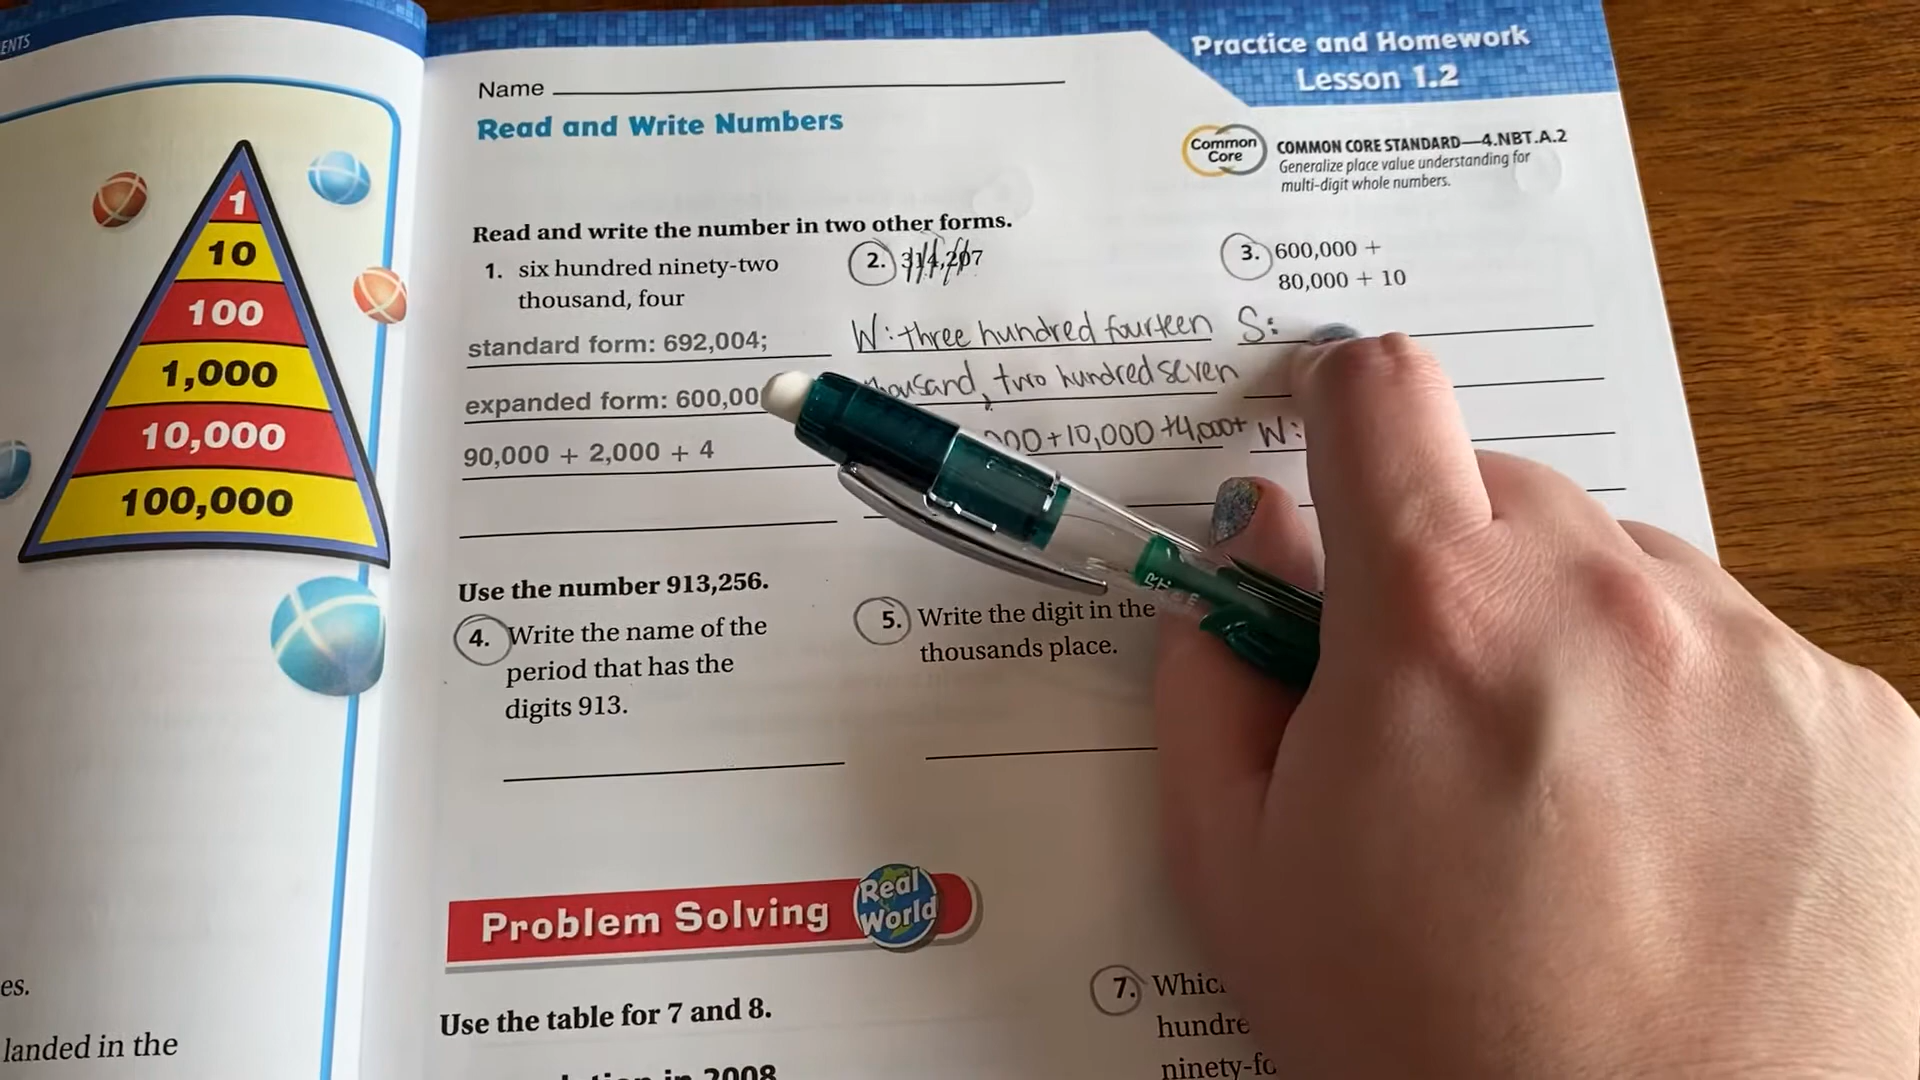 ENTS
1
10
100
1,000
10,000
100,000
es.
landed in the
Practice and Homework
Lesson 1.2
Name
Read and Write Numbers
Common
Core
COMMON CORE STANDARD—4.NBT.A.2
Generalize place value understanding for
multi-digit whole numbers.
Read and write the number in two other forms.
1. six hundred ninety-two
thousand, four
standard form: 692,004;
expanded form: 600,00
90,000 + 2,000 + 4
2. 314,207
W: three hundred fourteen
thousand, two hundred seven
00+10,000+4,000+
3. 600,000 +
80,000 + 10
S:
W:
Use the number 913,256.
4. Write the name of the
period that has the
digits 913.
5. Write the digit in the
thousands place.
Problem Solving
Real
World
Use the table for 7 and 8.
in 2008
7. Whic
hundre
ninety-fo